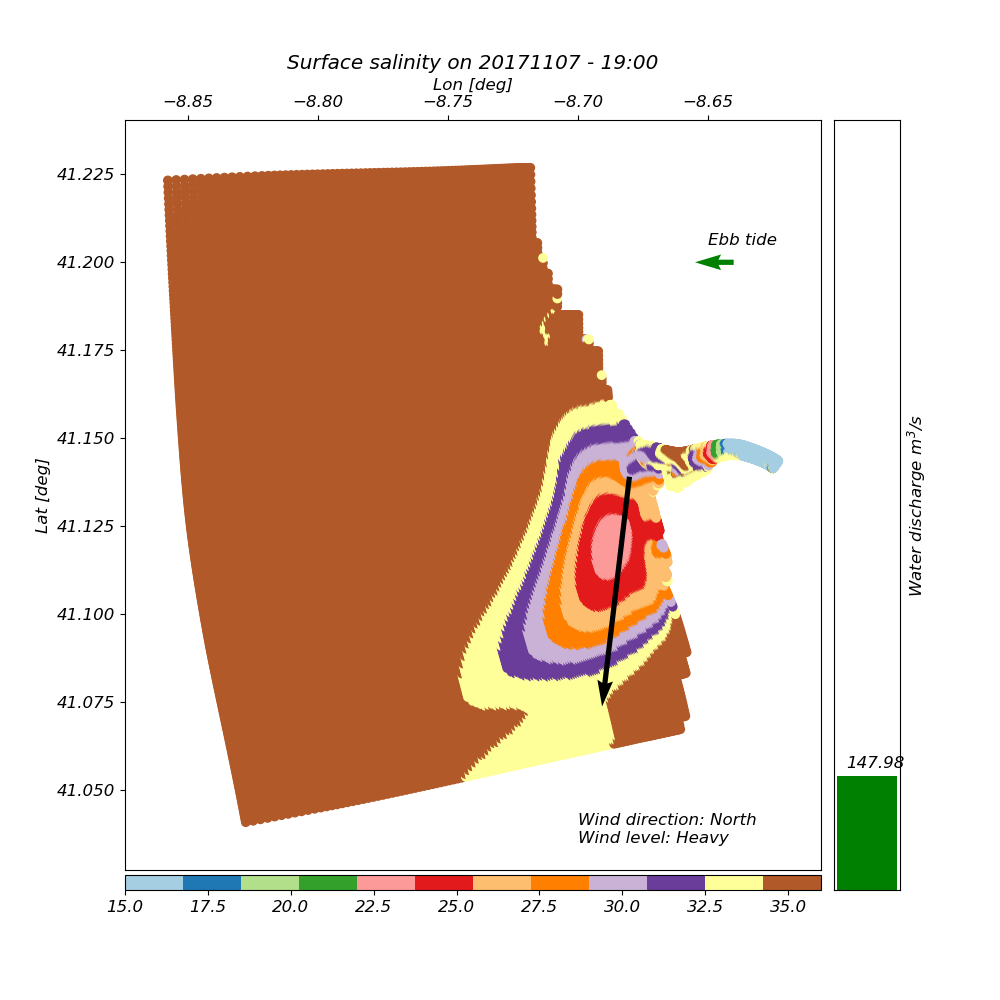 Surface salinity on 20171107 - 19:00
Lon [deg]
−8.85 −8.80 −8.75 −8.70 −8.65
41.225
41.200
41.175
41.150
41.125
41.100
41.075
41.050
Lat [deg]
Ebb tide
Water discharge m³/s
147.98
Wind direction: North
Wind level: Heavy
15.0 17.5 20.0 22.5 25.0 27.5 30.0 32.5 35.0